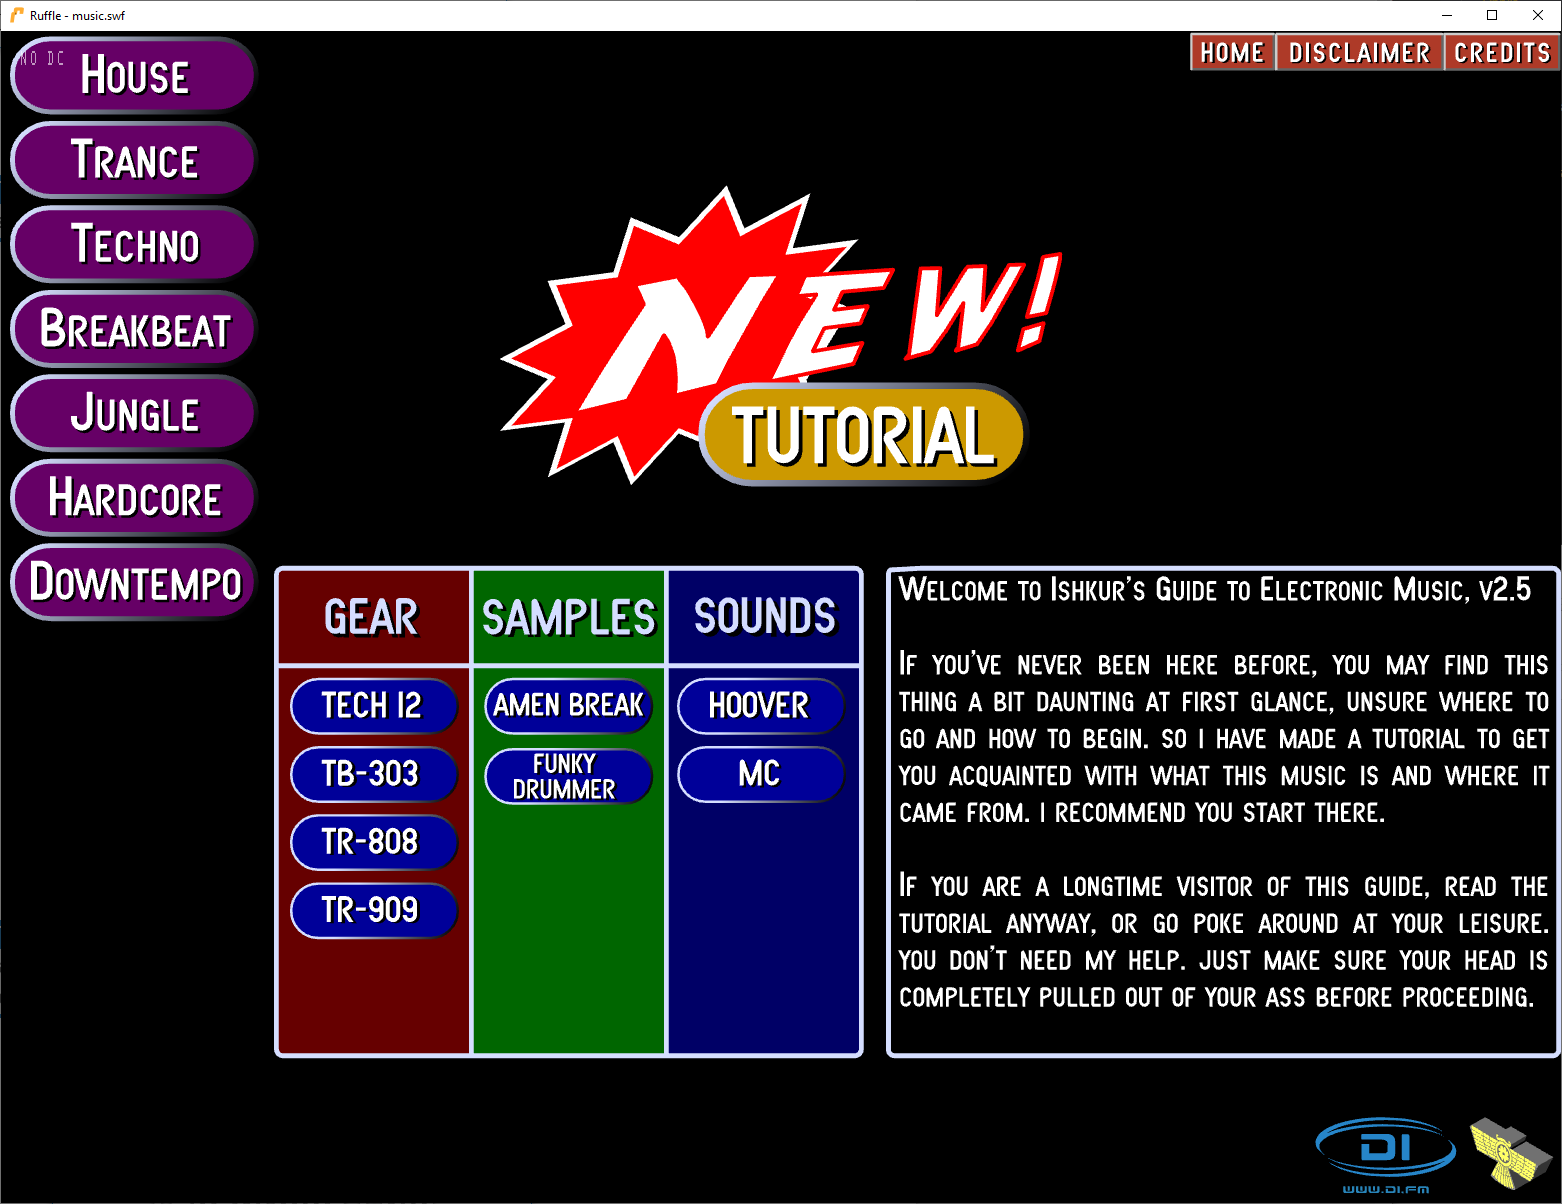 Ruffle - music.swf
NO DC
HOUSE
TRANCE
TECHNO
BREAKBEAT
JUNGLE
HARDCORE
DOWNTEMPO
HOME DISCLAIMER CREDITS
NEW!
TUTORIAL
GEAR SAMPLES SOUNDS
TECH 12 AMEN BREAK HOOVER
TB-303 FUNKY DRUMMER MC
TR-808
TR-909
WELCOME TO ISHKUR'S GUIDE TO ELECTRONIC MUSIC, V2.5
IF YOU'VE NEVER BEEN HERE BEFORE, YOU MAY FIND THIS
THING A BIT DAUNTING AT FIRST GLANCE, UNSURE WHERE TO
GO AND HOW TO BEGIN. SO I HAVE MADE A TUTORIAL TO GET
YOU ACQUAINTED WITH WHAT THIS MUSIC IS AND WHERE IT
CAME FROM. I RECOMMEND YOU START THERE.
IF YOU ARE A LONGTIME VISITOR OF THIS GUIDE, READ THE
TUTORIAL ANYWAY, OR GO POKE AROUND AT YOUR LEISURE.
YOU DON'T NEED MY HELP. JUST MAKE SURE YOUR HEAD IS
COMPLETELY PULLED OUT OF YOUR ASS BEFORE PROCEEDING.
DI
WWW.DI.FM